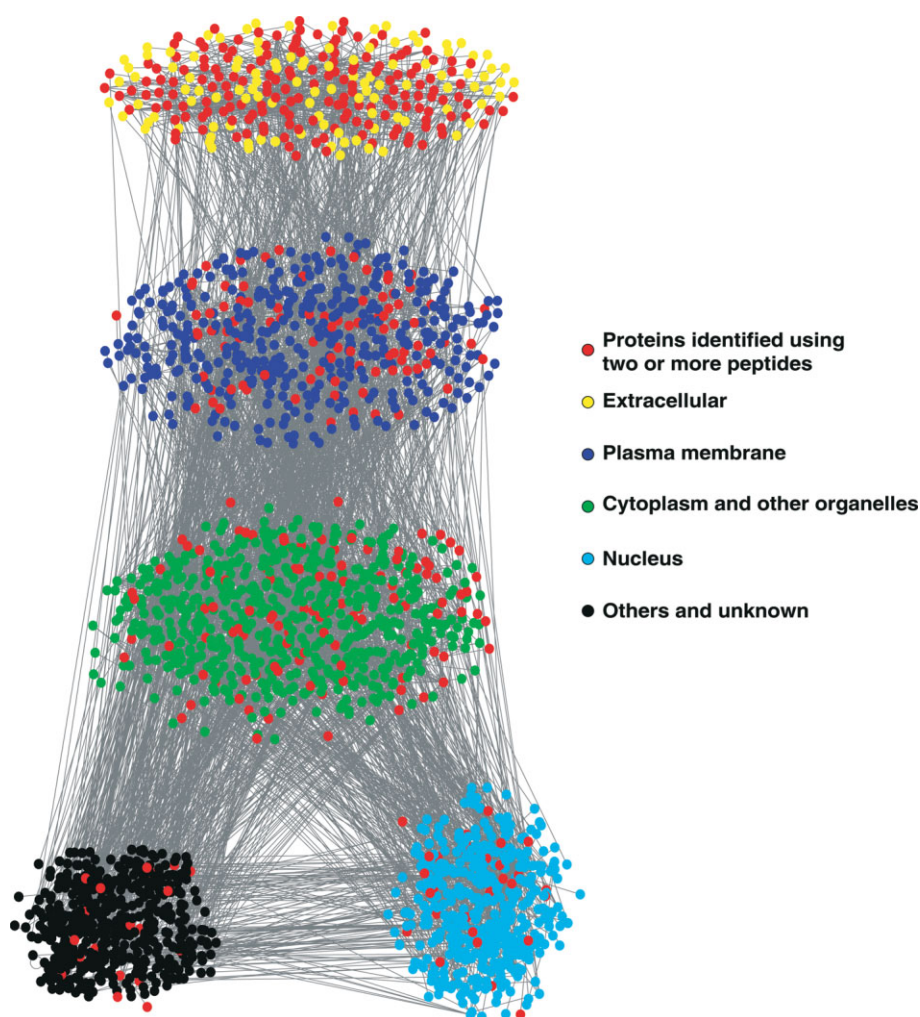 Proteins identified using
two or more peptides
Extracellular
Plasma membrane
Cytoplasm and other organelles
Nucleus
Others and unknown